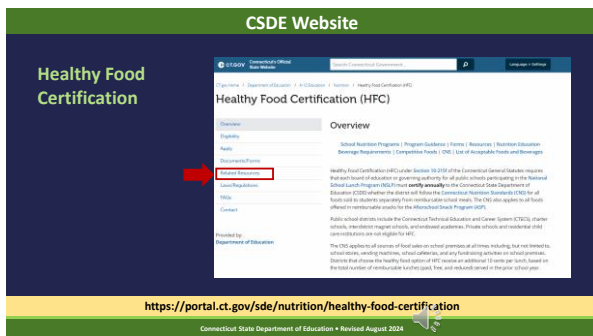 CSDE Website
Healthy Food
Certification
CT.GOV Connecticut's Official
State Website
Search Connecticut Government...
Language + Settings
CT.gov Home / Department of Education / K-12 Education / Nutrition / Healthy Food Certification (HFC)
Healthy Food Certification (HFC)
Overview
Eligibility
Apply
Documents/Forms
Related Resources
Laws/Regulations
FAQs
Contact
Provided by:
Department of Education
Overview
School Nutrition Programs | Program Guidance | Forms | Resources | Nutrition Education
Beverage Requirements | Competitive Foods | CNS | List of Acceptable Foods and Beverages
Healthy Food Certification (HFC) under Section 10-215f of the Connecticut General Statutes requires
that each board of education or governing authority for all public schools participating in the National
School Lunch Program (NSLP) must certify annually to the Connecticut State Department of
Education (CSDE) whether the district will follow the Connecticut Nutrition Standards (CNS) for all
foods sold to students separately from reimbursable school meals. The CNS also applies to all foods
offered in reimbursable snacks for the Afterschool Snack Program (ASP).
Public school districts include the Connecticut Technical Education and Career System (CTECS), charter
schools, interdistrict magnet schools, and endowed academies. Private schools and residential child
care institutions are not eligible for HFC.
The CNS applies to all sources of food sales on school premises at all times including, but not limited to,
school stores, vending machines, school cafeterias, and any fundraising activities on school premises.
Districts that choose the healthy food option of HFC receive an additional 10 cents per lunch, based on
the total number of reimbursable lunches (paid, free, and reduced) served in the prior school year.
https://portal.ct.gov/sde/nutrition/healthy-food-certification
Connecticut State Department of Education • Revised August 2024